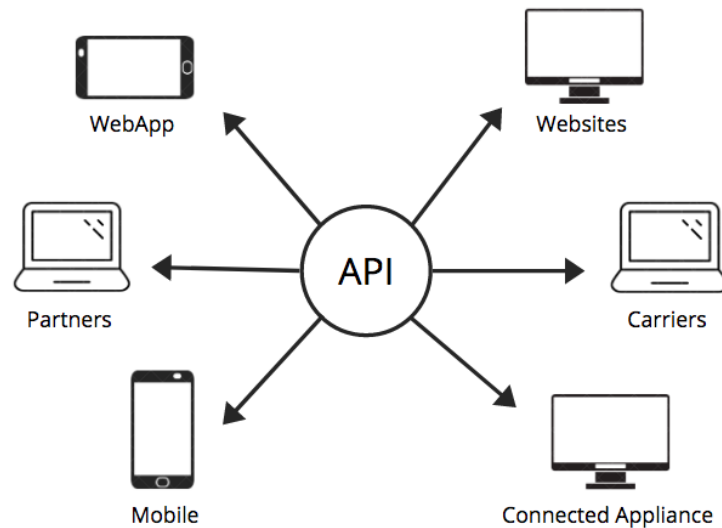 WebApp
Websites
API
Partners
Carriers
Mobile
Connected Appliance